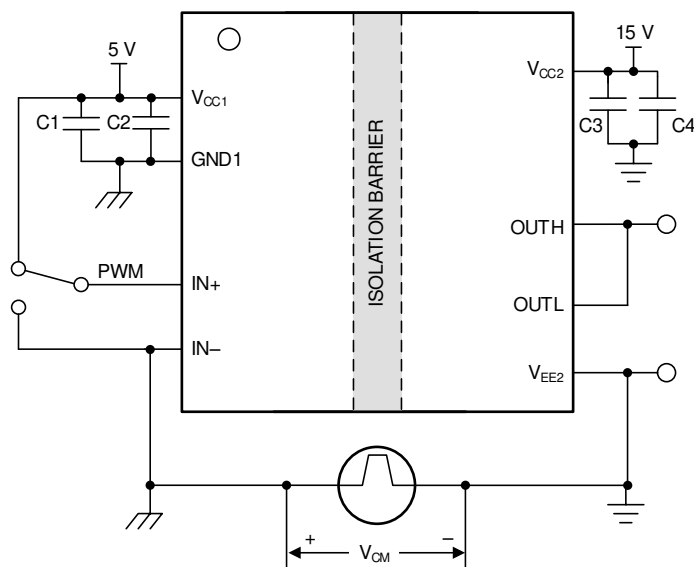 5 V
15 V
C1
C2
VCC1
VCC2
C3
C4
GND1
ISOLATION BARRIER
OUTH
PWM
IN+
OUTL
IN–
VEE2
+
VCM
–